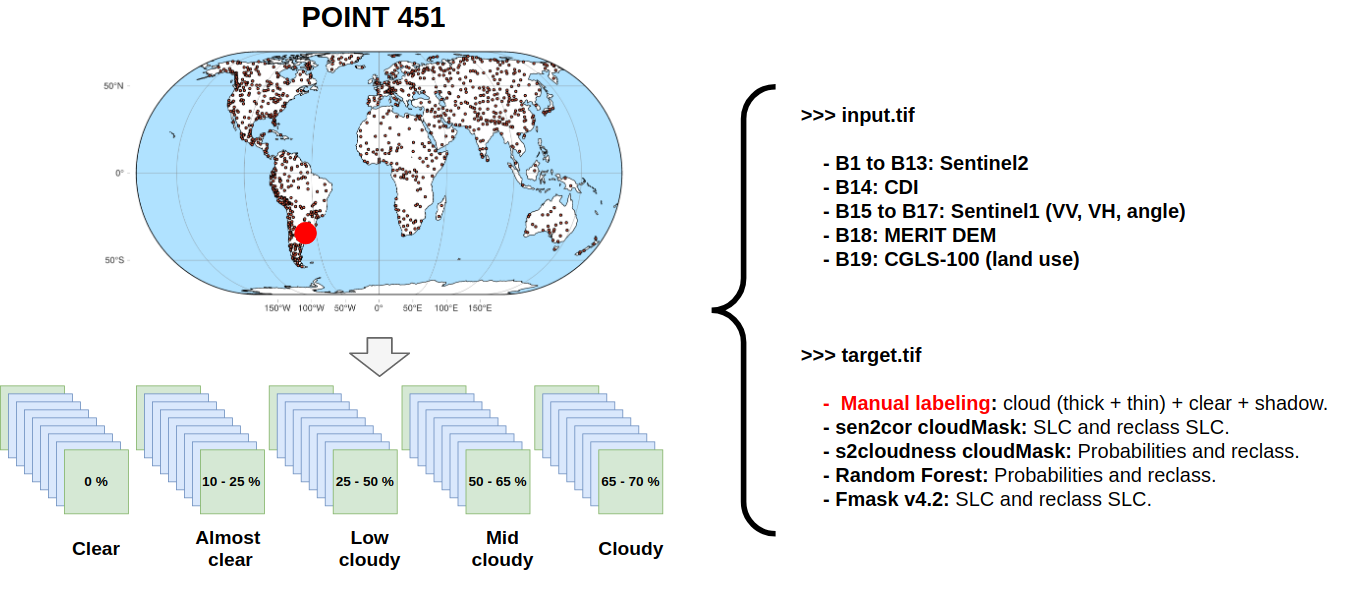 POINT 451
50°N
0°
50°S
150°W 100°W 50°W 0° 50°E 100°E 150°E
0 %
10 - 25 %
25 - 50 %
50 - 65 %
65 - 70 %
Clear
Almost
clear
Low
cloudy
Mid
cloudy
Cloudy
>>> input.tif
- B1 to B13: Sentinel2
- B14: CDI
- B15 to B17: Sentinel1 (VV, VH, angle)
- B18: MERIT DEM
- B19: CGLS-100 (land use)
>>> target.tif
- Manual labeling: cloud (thick + thin) + clear + shadow.
- sen2cor cloudMask: SLC and reclass SLC.
- s2cloudness cloudMask: Probabilities and reclass.
- Random Forest: Probabilities and reclass.
- Fmask v4.2: SLC and reclass SLC.